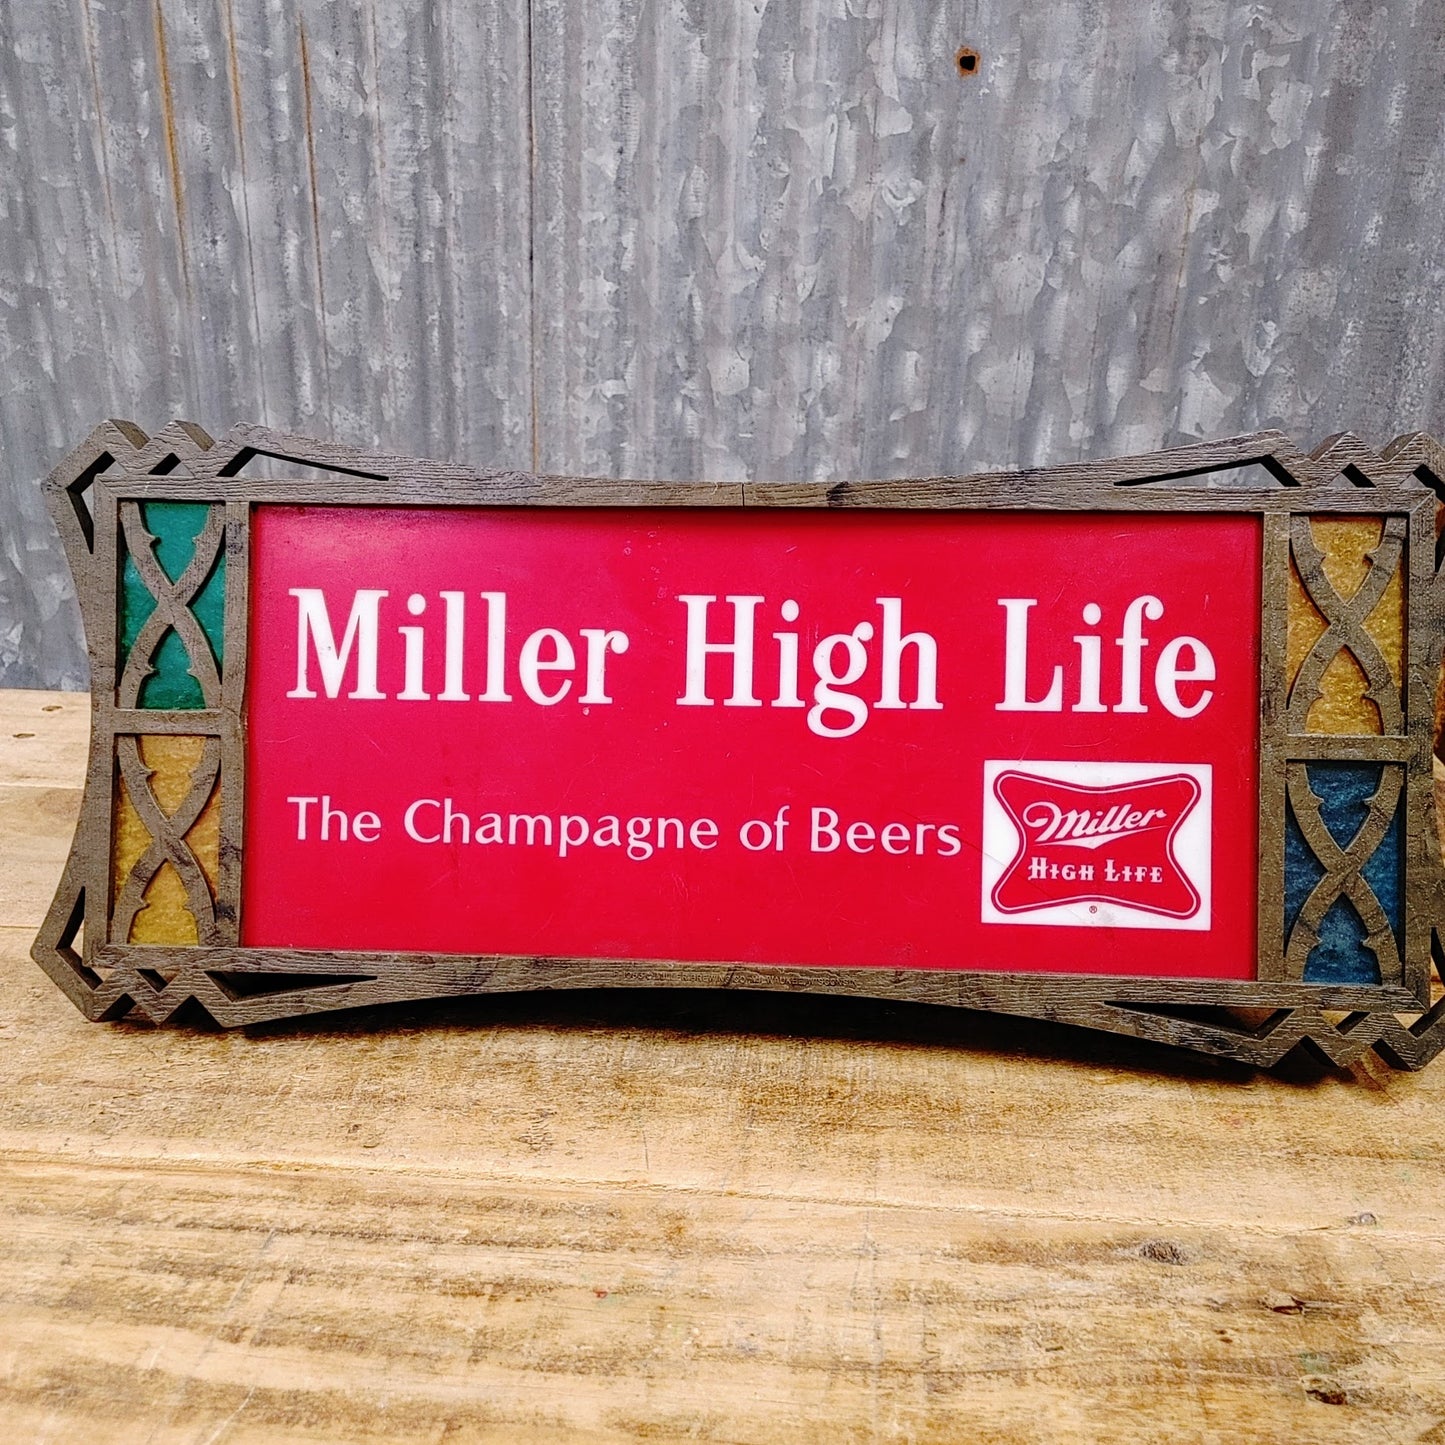 Miller High Life
The Champagne of Beers
Miller
HIGH LIFE
®